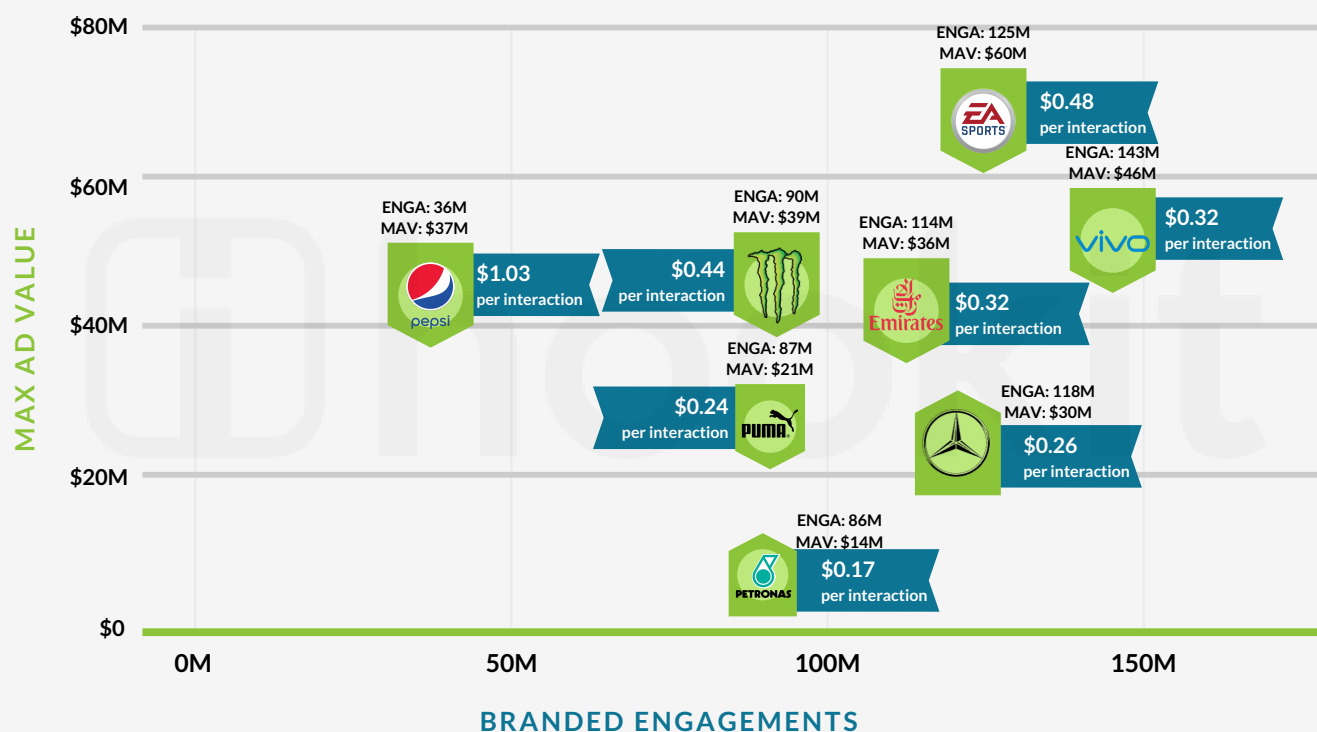 $80M
ENGA: 125M
MAV: $60M
EA
SPORTS
$0.48
per interaction
ENGA: 143M
MAV: $46M
$60M
vivo
$0.32
per interaction
ENGA: 36M
MAV: $37M
pepsi
$1.03
per interaction
ENGA: 90M
MAV: $39M
$0.44
per interaction
ENGA: 114M
MAV: $36M
Emirates
$0.32
per interaction
MAX AD VALUE
hookit
$40M
ENGA: 87M
MAV: $21M
$0.24
per interaction
PUMA
ENGA: 118M
MAV: $30M
$0.26
per interaction
$20M
ENGA: 86M
MAV: $14M
PETRONAS
$0.17
per interaction
$0
0M
50M
100M
150M
BRANDED ENGAGEMENTS